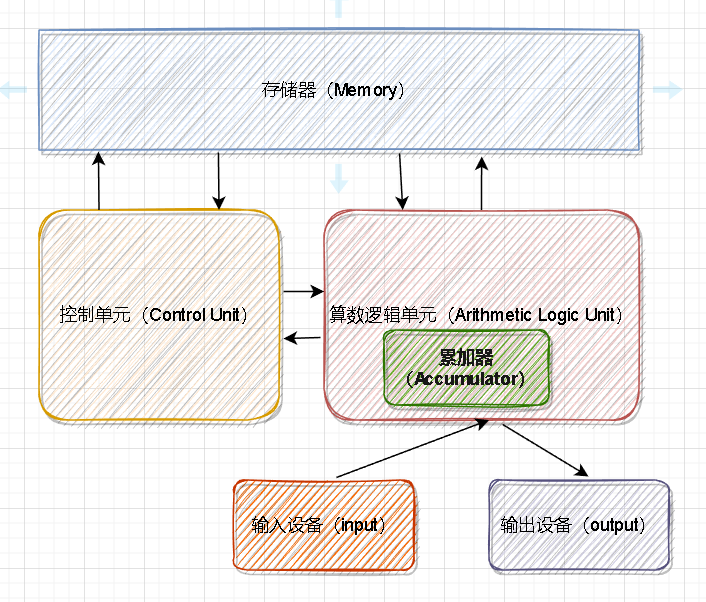 存储器（Memory）
控制单元（Control Unit）
算数逻辑单元（Arithmetic Logic Unit）
累加器
（Accumulator）
输入设备（input）
输出设备（output）